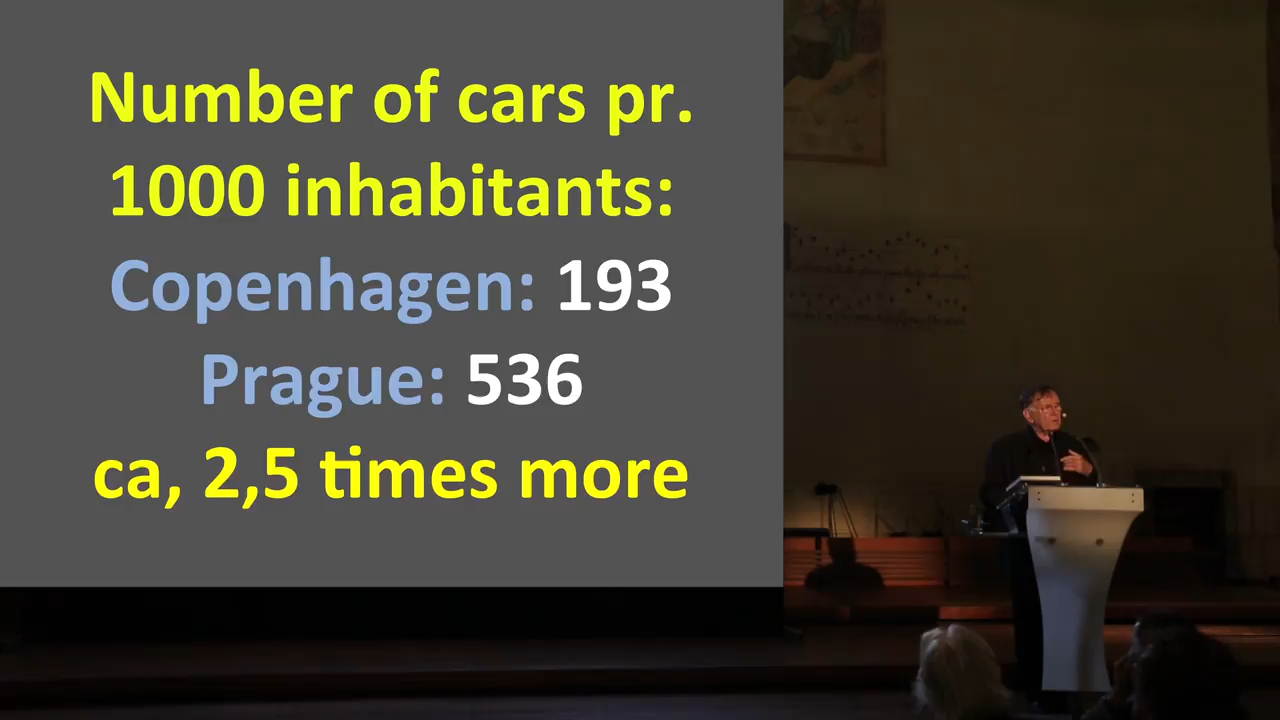 Number of cars pr.
1000 inhabitants:
Copenhagen: 193
Prague: 536
ca, 2,5 times more